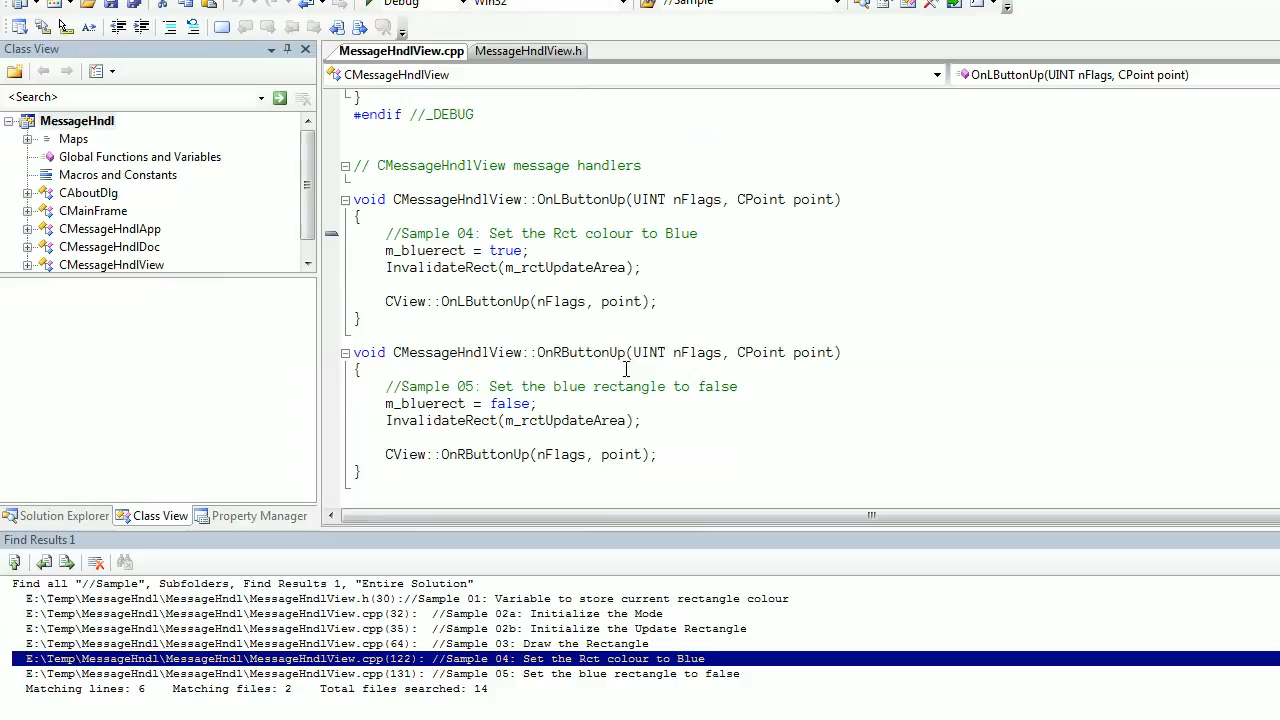 Debug Win32 //Sample
Class View
MessageHndlView.cpp MessageHndlView.h
CMessageHndlView OnLButtonUp(UINT nFlags, CPoint point)
<Search>
MessageHndl
Maps
Global Functions and Variables
Macros and Constants
CAboutDlg
CMainFrame
CMessageHndlApp
CMessageHndlDoc
CMessageHndlView
}
#endif //_DEBUG
// CMessageHndlView message handlers
void CMessageHndlView::OnLButtonUp(UINT nFlags, CPoint point)
{
//Sample 04: Set the Rct colour to Blue
m_bluerect = true;
InvalidateRect(m_rctUpdateArea);
CView::OnLButtonUp(nFlags, point);
}
void CMessageHndlView::OnRButtonUp(UINT nFlags, CPoint point)
{
//Sample 05: Set the blue rectangle to false
m_bluerect = false;
InvalidateRect(m_rctUpdateArea);
CView::OnRButtonUp(nFlags, point);
}
Solution Explorer Class View Property Manager
Find Results 1
Find all "//Sample", Subfolders, Find Results 1, "Entire Solution"
E:\Temp\MessageHndl\MessageHndl\MessageHndlView.h(30)://Sample 01: Variable to store current rectangle colour
E:\Temp\MessageHndl\MessageHndl\MessageHndlView.cpp(32): //Sample 02a: Initialize the Mode
E:\Temp\MessageHndl\MessageHndl\MessageHndlView.cpp(35): //Sample 02b: Initialize the Update Rectangle
E:\Temp\MessageHndl\MessageHndl\MessageHndlView.cpp(64): //Sample 03: Draw the Rectangle
E:\Temp\MessageHndl\MessageHndl\MessageHndlView.cpp(122): //Sample 04: Set the Rct colour to Blue
E:\Temp\MessageHndl\MessageHndl\MessageHndlView.cpp(131): //Sample 05: Set the blue rectangle to false
Matching lines: 6 Matching files: 2 Total files searched: 14